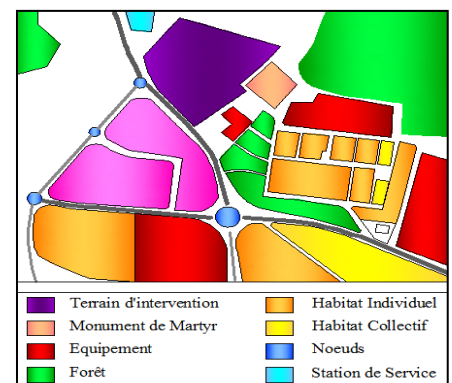 Terrain d'intervention
Habitat Individuel
Monument de Martyr
Habitat Collectif
Equipement
Noeuds
Forêt
Station de Service